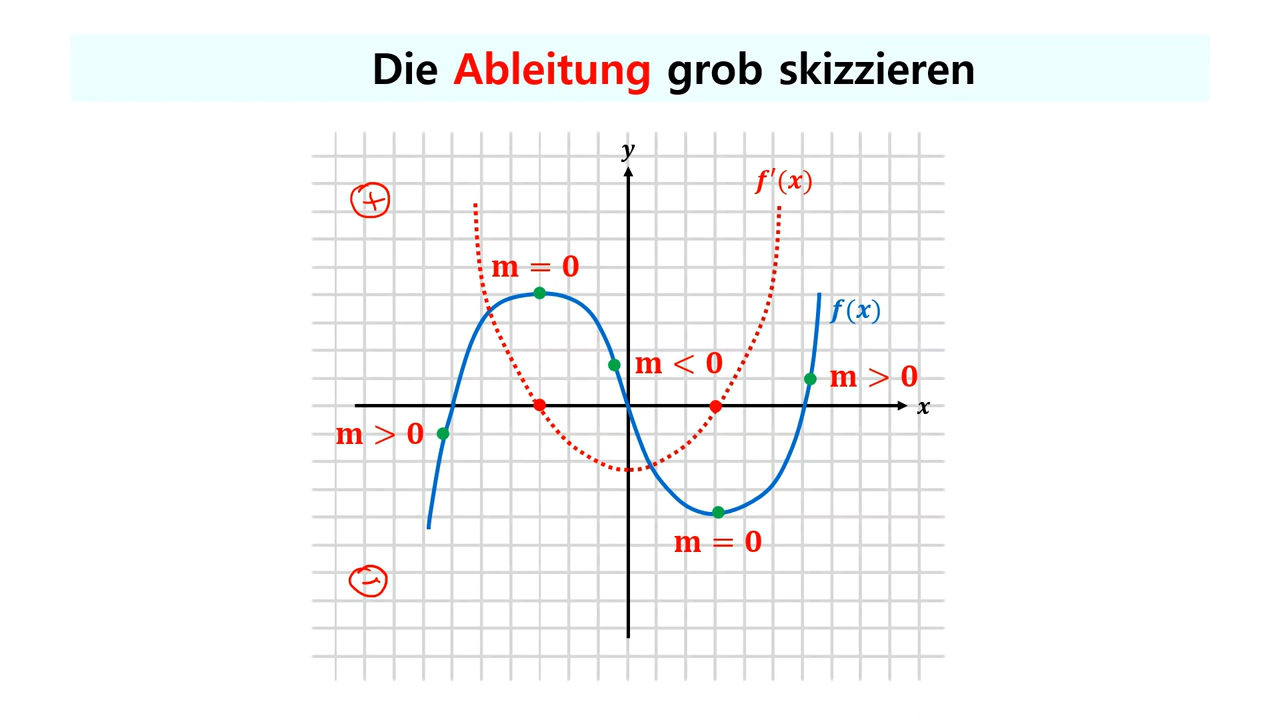 Die Ableitung grob skizzieren
y
f'(x)
+
m = 0
f(x)
m < 0
m > 0
x
m > 0
m = 0
−